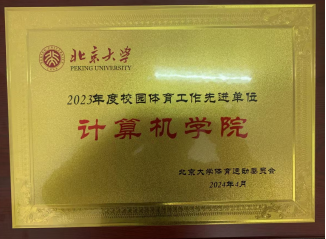 北京大学
PEKING UNIVERSITY
2023年度校园体育工作先进单位
计算机学院
北京大学体育运动委员会
2024年4月